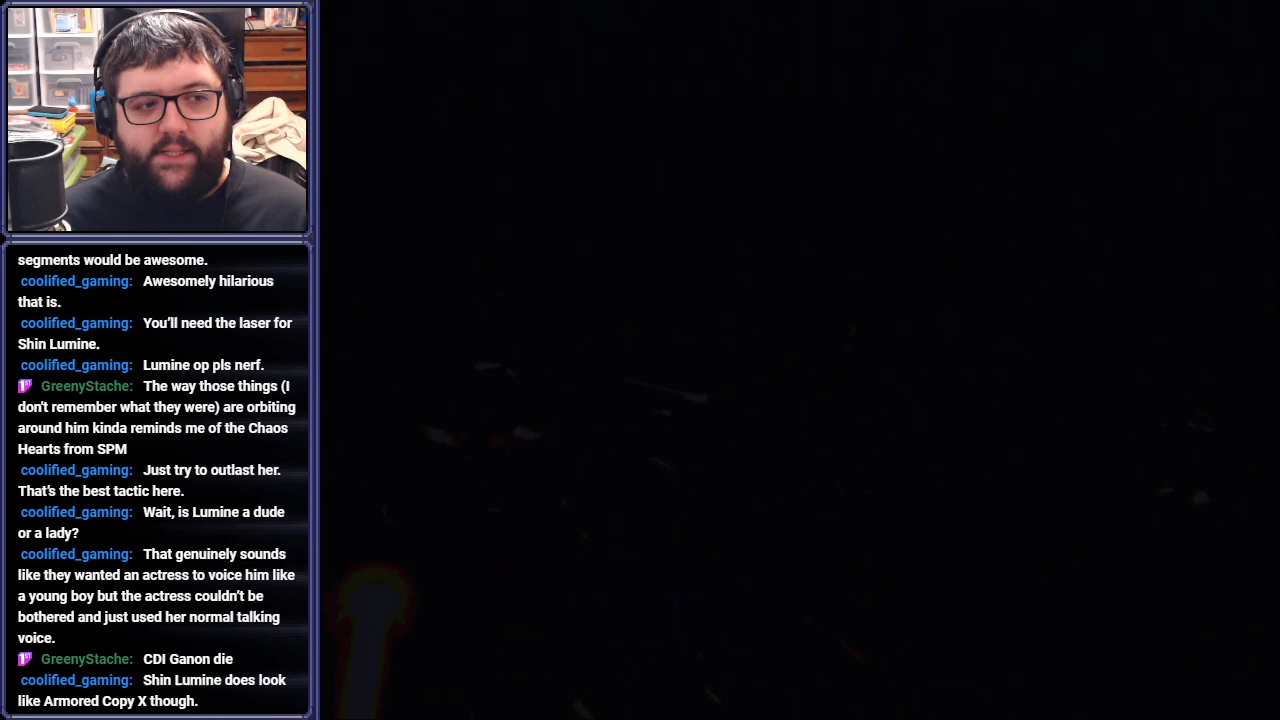 segments would be awesome.
coolified_gaming: Awesomely hilarious
that is.
coolified_gaming: You'll need the laser for
Shin Lumine.
coolified_gaming: Lumine op pls nerf.
1ST GreenyStache: The way those things (I
don't remember what they were) are orbiting
around him kinda reminds me of the Chaos
Hearts from SPM
coolified_gaming: Just try to outlast her.
That's the best tactic here.
coolified_gaming: Wait, is Lumine a dude
or a lady?
coolified_gaming: That genuinely sounds
like they wanted an actress to voice him like
a young boy but the actress couldn't be
bothered and just used her normal talking
voice.
1ST GreenyStache: CDI Ganon die
coolified_gaming: Shin Lumine does look
like Armored Copy X though.